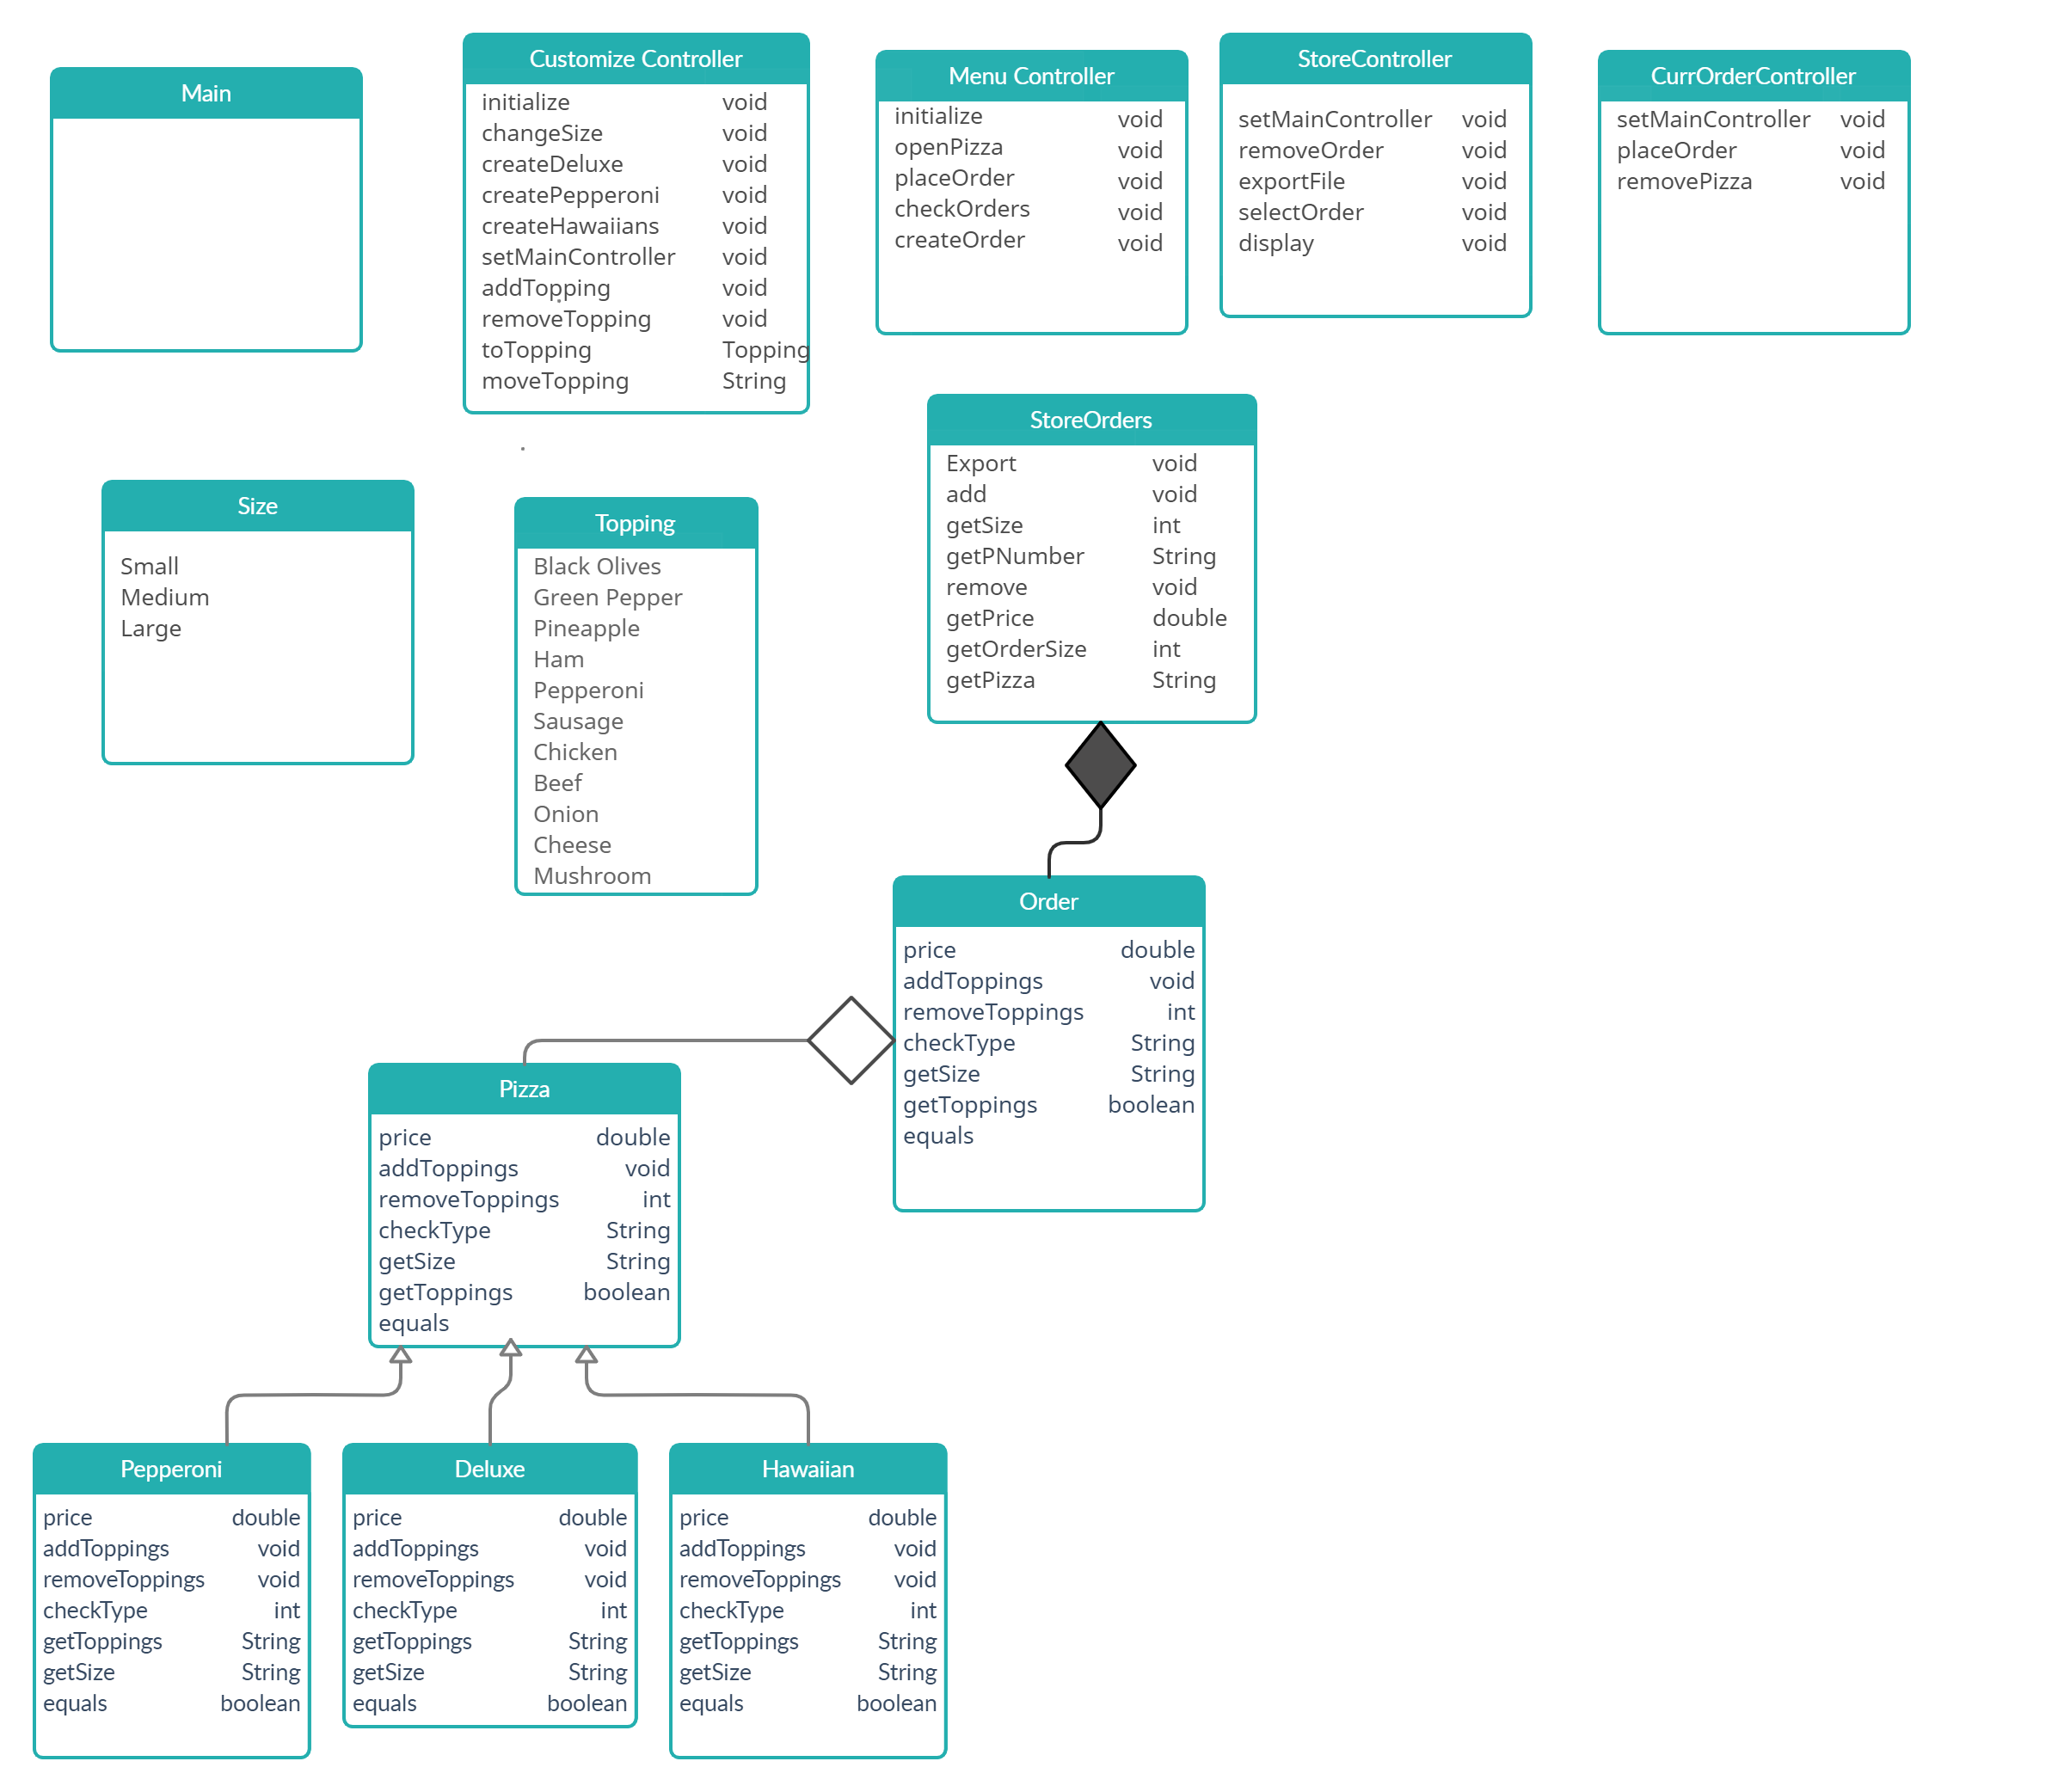 Main
Customize Controller
initialize void
changeSize void
createDeluxe void
createPepperoni void
createHawaiians void
setMainController void
addTopping void
removeTopping void
toTopping Topping
moveTopping String
Menu Controller
initialize void
openPizza void
placeOrder void
checkOrders void
createOrder void
StoreController
setMainController void
removeOrder void
exportFile void
selectOrder void
display void
CurrOrderController
setMainController void
placeOrder void
removePizza void
Size
Small
Medium
Large
Topping
Black Olives
Green Pepper
Pineapple
Ham
Pepperoni
Sausage
Chicken
Beef
Onion
Cheese
Mushroom
StoreOrders
Export void
add void
getSize int
getPNumber String
remove void
getPrice double
getOrderSize int
getPizza String
Order
price double
addToppings void
removeToppings int
checkType String
getSize String
getToppings boolean
equals
Pizza
price double
addToppings void
removeToppings int
checkType String
getSize String
getToppings boolean
equals
Pepperoni
price double
addToppings void
removeToppings void
checkType int
getToppings String
getSize String
equals boolean
Deluxe
price double
addToppings void
removeToppings void
checkType int
getToppings String
getSize String
equals boolean
Hawaiian
price double
addToppings void
removeToppings void
checkType int
getToppings String
getSize String
equals boolean